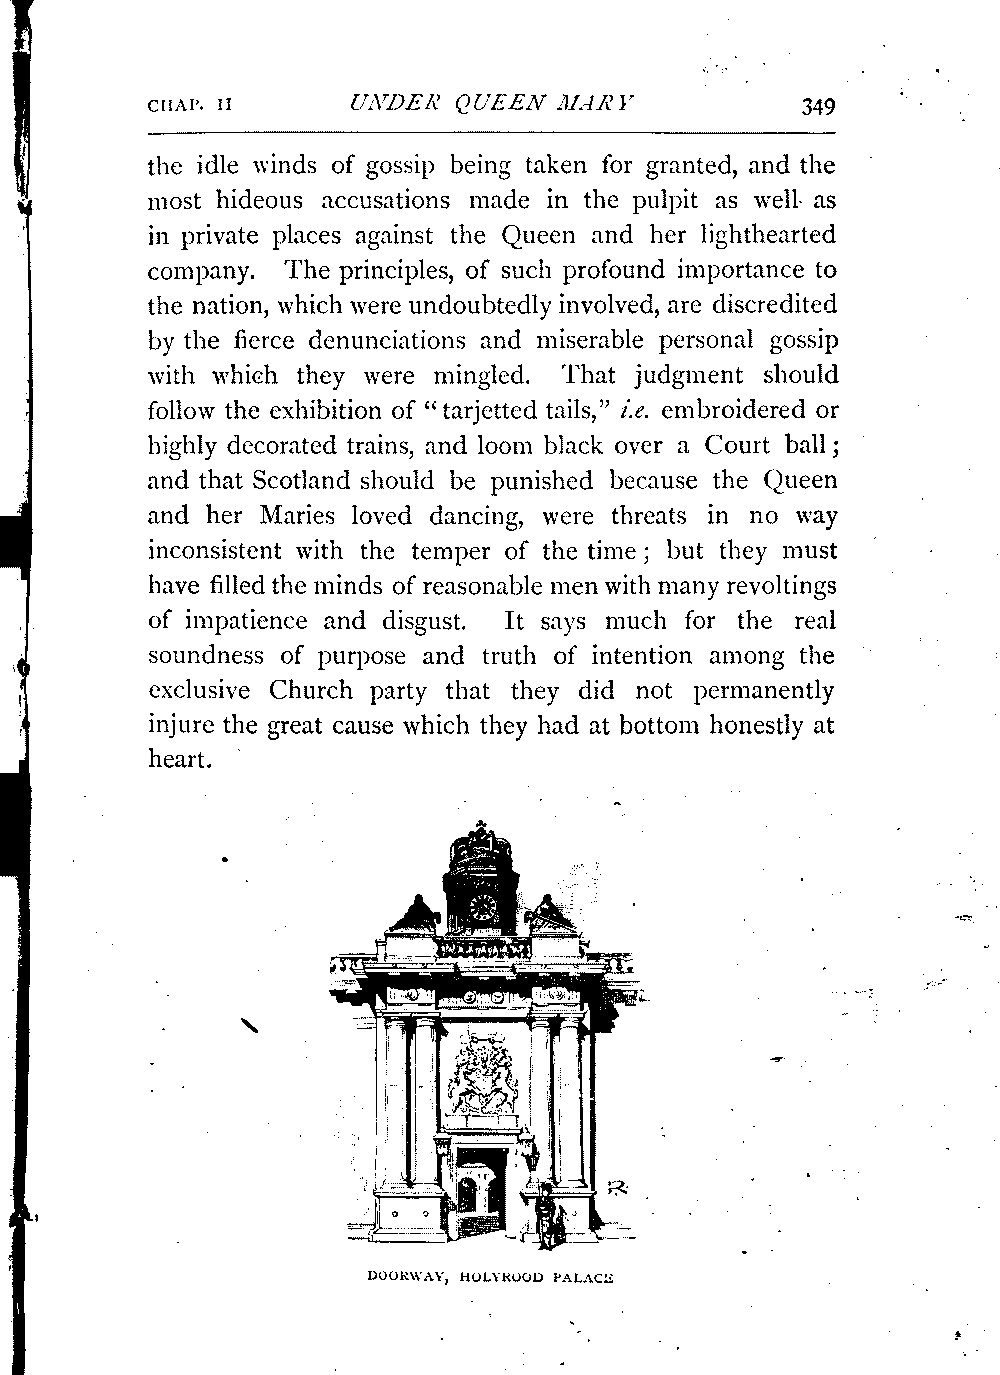 CHAP. II UNDER QUEEN MARY 349
the idle winds of gossip being taken for granted, and the
most hideous accusations made in the pulpit as well as
in private places against the Queen and her lighthearted
company. The principles, of such profound importance to
the nation, which were undoubtedly involved, are discredited
by the fierce denunciations and miserable personal gossip
with which they were mingled. That judgment should
follow the exhibition of “tarjetted tails,” i.e. embroidered or
highly decorated trains, and loom black over a Court ball;
and that Scotland should be punished because the Queen
and her Maries loved dancing, were threats in no way
inconsistent with the temper of the time; but they must
have filled the minds of reasonable men with many revoltings
of impatience and disgust. It says much for the real
soundness of purpose and truth of intention among the
exclusive Church party that they did not permanently
injure the great cause which they had at bottom honestly at
heart.
DOORWAY, HOLYROOD PALACE